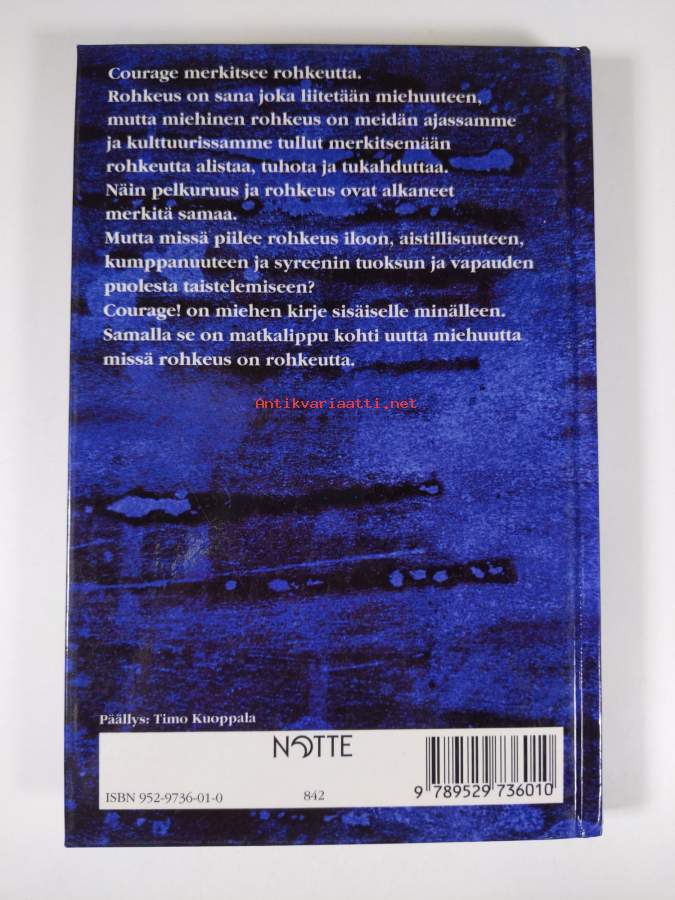 Courage merkitsee rohkeutta.
Rohkeus on sana joka liitetään miehuuteen,
mutta miehinen rohkeus on meidän ajassamme
ja kulttuurissamme tullut merkitsemään
rohkeutta alistaa, tuhota ja tukahduttaa.
Näin pelkuruus ja rohkeus ovat alkaneet
merkitä samaa.
Mutta missä piilee rohkeus iloon, aistillisuuteen,
kumppanuuteen ja syreenin tuoksun ja vapauden
puolesta taistelemiseen?
Courage! on miehen kirje sisäiselle minälleen.
Samalla se on matkalippu kohti uutta miehuutta
missä rohkeus on rohkeutta.
Antikvariaatti.net
Päällys: Timo Kuoppala
NOTTE
ISBN 952-9736-01-0
842
9 789529 736010